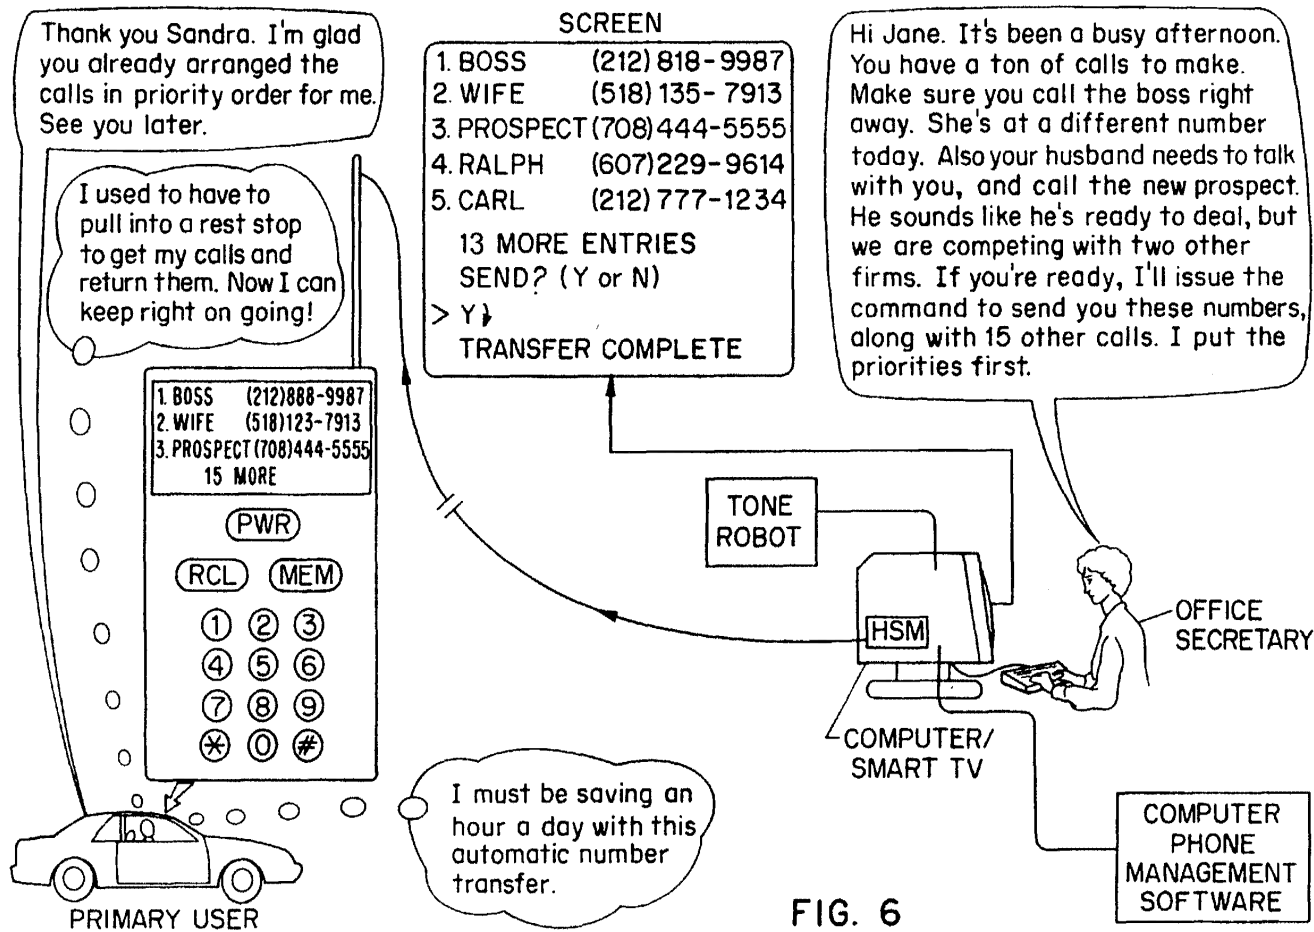 Thank you Sandra. I'm glad
you already arranged the
calls in priority order for me.
See you later.
I used to have to
pull into a rest stop
to get my calls and
return them. Now I can
keep right on going!
SCREEN
1. BOSS (212) 818-9987
2. WIFE (518) 135-7913
3. PROSPECT (708) 444-5555
4. RALPH (607) 229-9614
5. CARL (212) 777-1234
13 MORE ENTRIES
SEND? (Y or N)
> Y
TRANSFER COMPLETE
Hi Jane. It's been a busy afternoon.
You have a ton of calls to make.
Make sure you call the boss right
away. She's at a different number
today. Also your husband needs to talk
with you, and call the new prospect.
He sounds like he's ready to deal, but
we are competing with two other
firms. If you're ready, I'll issue the
command to send you these numbers,
along with 15 other calls. I put the
priorities first.
1. BOSS (212)888-9987
2. WIFE (518)123-7913
3. PROSPECT (708)444-5555
15 MORE
PWR
RCL MEM
1 2 3
4 5 6
7 8 9
* 0 #
TONE
ROBOT
HSM
OFFICE
SECRETARY
COMPUTER/
SMART TV
I must be saving an
hour a day with this
automatic number
transfer.
COMPUTER
PHONE
MANAGEMENT
SOFTWARE
PRIMARY USER
FIG. 6